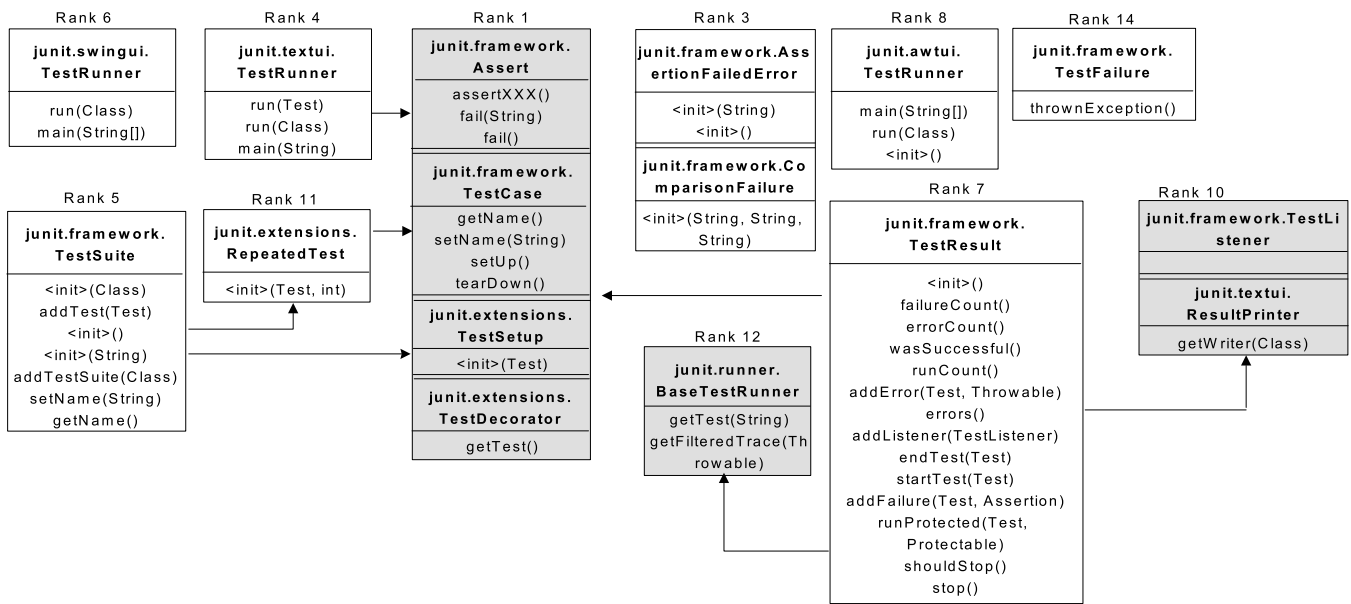 Rank 6
junit.swingui.
TestRunner
run(Class)
main(String[])
Rank 4
junit.textui.
TestRunner
run(Test)
run(Class)
main(String)
Rank 1
junit.framework.
Assert
assertXXX()
fail(String)
fail()
junit.framework.
TestCase
getName()
setName(String)
setUp()
tearDown()
junit.extensions.
TestSetup
<init>(Test)
junit.extensions.
TestDecorator
getTest()
Rank 3
junit.framework.Ass
ertionFailedError
<init>(String)
<init>()
junit.framework.Co
mparisonFailure
<init>(String, String,
String)
Rank 8
junit.awtui.
TestRunner
main(String[])
run(Class)
<init>()
Rank 14
junit.framework.
TestFailure
thrownException()
Rank 5
junit.framework.
TestSuite
<init>(Class)
addTest(Test)
<init>()
<init>(String)
addTestSuite(Class)
setName(String)
getName()
Rank 11
junit.extensions.
RepeatedTest
<init>(Test, int)
Rank 12
junit.runner.
BaseTestRunner
getTest(String)
getFilteredTrace(Th
rowable)
Rank 7
junit.framework.
TestResult
<init>()
failureCount()
errorCount()
wasSuccessful()
runCount()
addError(Test, Throwable)
errors()
addListener(TestListener)
endTest(Test)
startTest(Test)
addFailure(Test, Assertion)
runProtected(Test,
Protectable)
shouldStop()
stop()
Rank 10
junit.framework.TestLi
stener
junit.textui.
ResultPrinter
getWriter(Class)